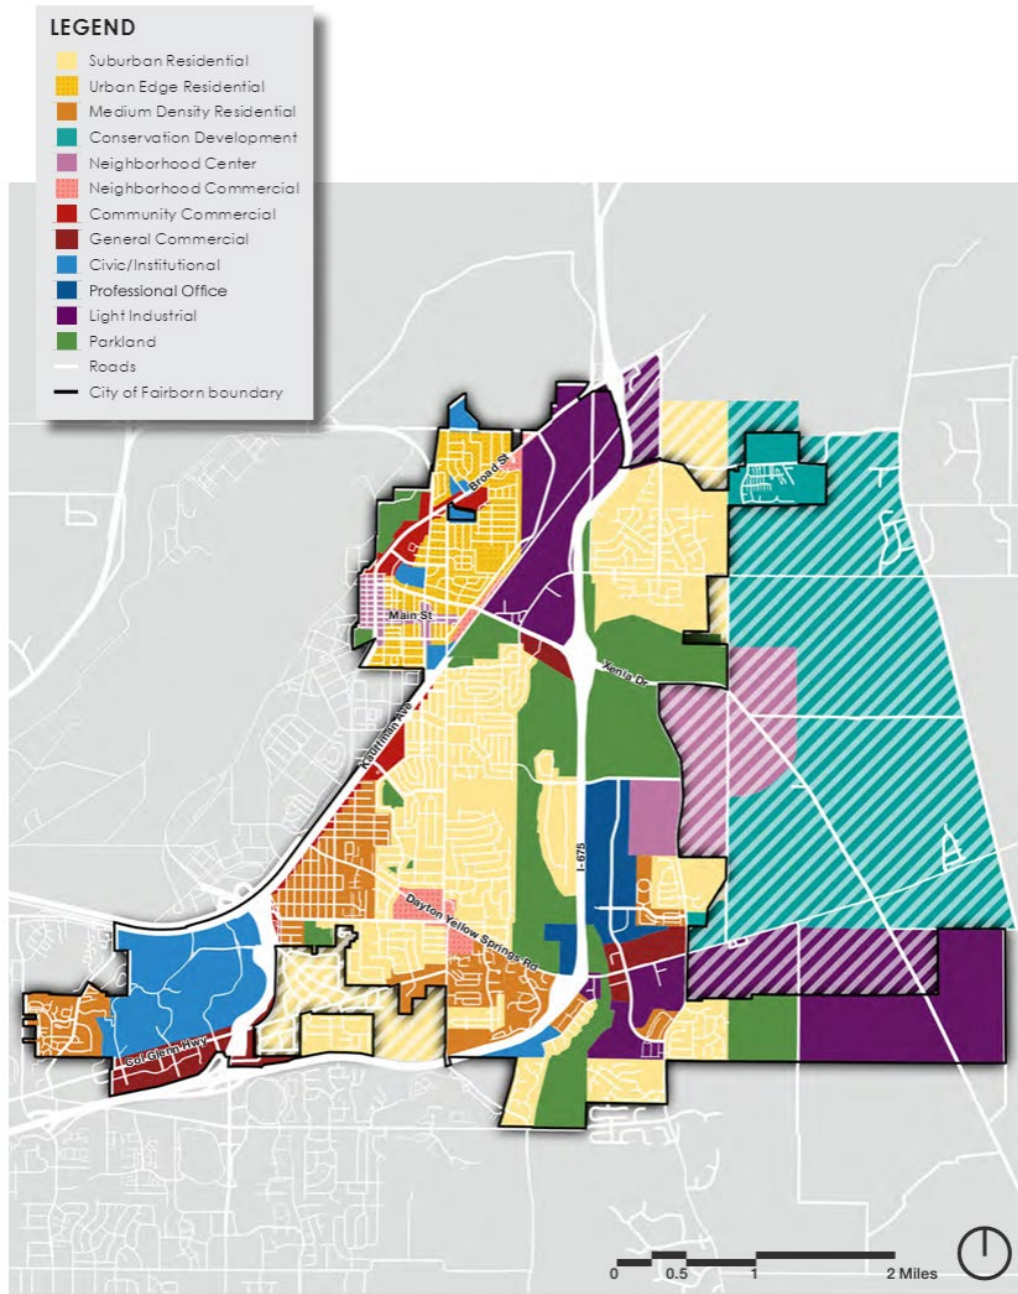 LEGEND
Suburban Residential
Urban Edge Residential
Medium Density Residential
Conservation Development
Neighborhood Center
Neighborhood Commercial
Community Commercial
General Commercial
Civic/Institutional
Professional Office
Light Industrial
Parkland
Roads
City of Fairborn boundary
Broad St
Main St
Xenia Dr
Kauffman Ave
I-675
Dayton Yellow Springs Rd
Col Glenn Hwy
0 0.5 1 2 Miles